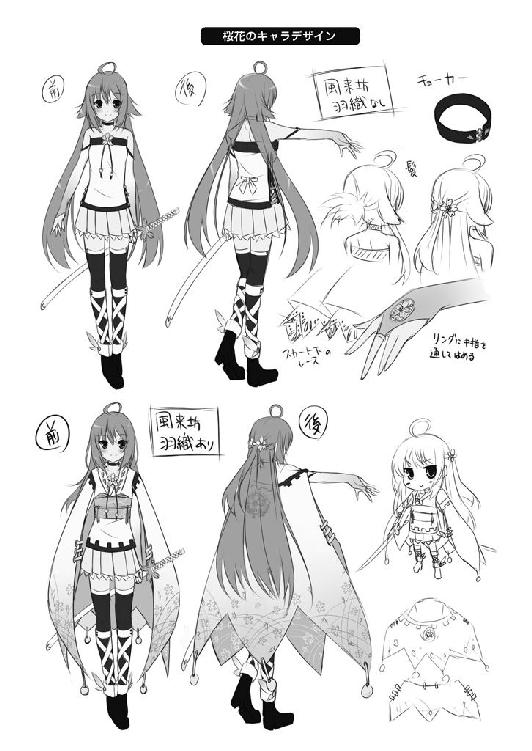 桜花のキャラデザイン
前
後
風来坊
羽織なし
チョーカー
髪
スカート下の
レース
リングに中指を
通してはめる
前
風来坊
羽織あり
後